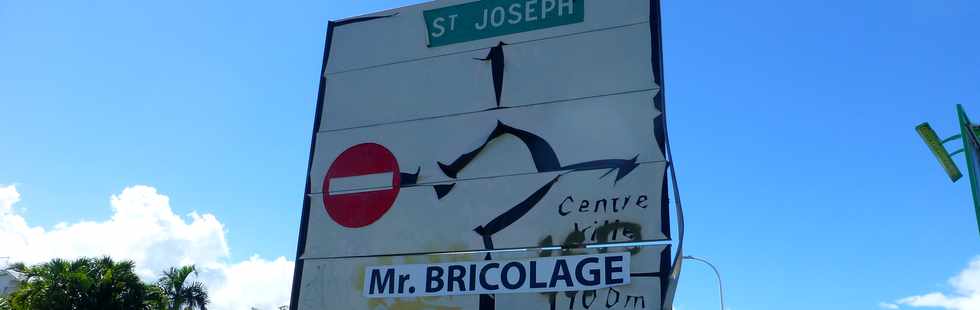 ST JOSEPH
Centre
Ville
Mr. BRICOLAGE